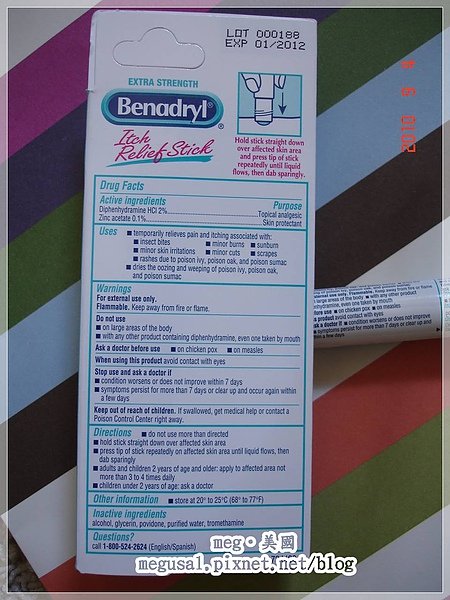 LOT 000188
EXP 01/2012
EXTRA STRENGTH
Benadryl®
Itch
Relief Stick
Hold stick straight down
over affected skin area
and press tip of stick
repeatedly until liquid
flows, then dab sparingly.
Drug Facts
Active ingredients Purpose
Diphenhydramine HCl 2% Topical analgesic
Zinc acetate 0.1% Skin protectant
Uses ■ temporarily relieves pain and itching associated with:
■ insect bites ■ minor burns ■ sunburn
■ minor skin irritations ■ minor cuts ■ scrapes
■ rashes due to poison ivy, poison oak, and poison sumac
■ dries the oozing and weeping of poison ivy, poison oak,
and poison sumac
Warnings
For external use only.
Flammable. Keep away from fire or flame.
Do not use
■ on large areas of the body
■ with any other product containing diphenhydramine, even one taken by mouth
Ask a doctor before use ■ on chicken pox ■ on measles
When using this product avoid contact with eyes
Stop use and ask a doctor if
■ condition worsens or does not improve within 7 days
■ symptoms persist for more than 7 days or clear up and occur again within
a few days
Keep out of reach of children. If swallowed, get medical help or contact a
Poison Control Center right away.
Directions ■ do not use more than directed
■ hold stick straight down over affected skin area
■ press tip of stick repeatedly on affected skin area until liquid flows, then
dab sparingly
■ adults and children 2 years of age and older: apply to affected area not
more than 3 to 4 times daily
■ children under 2 years of age: ask a doctor
Other information ■ store at 20° to 25°C (68° to 77°F)
Inactive ingredients
alcohol, glycerin, povidone, purified water, tromethamine
Questions?
call 1-800-524-2624 (English/Spanish)
meg•美國
megusal.pixnet.net/blog